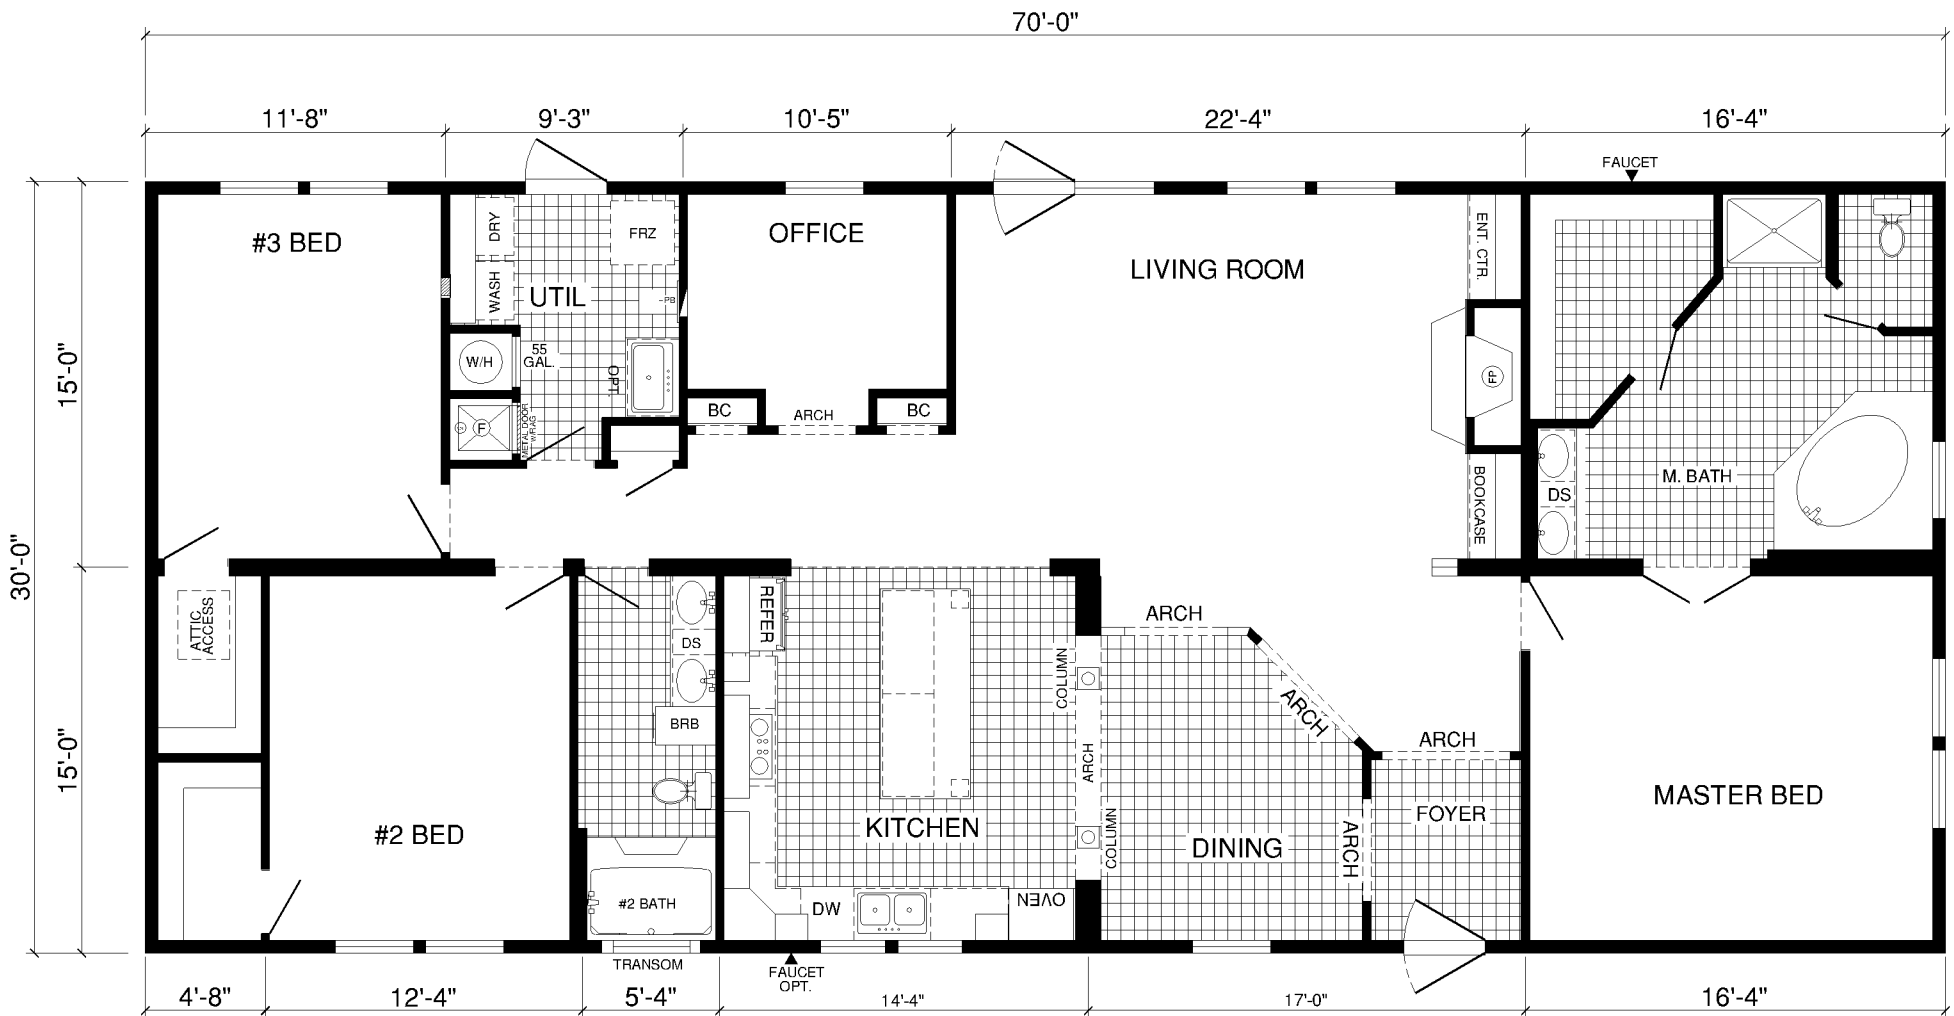 70'-0"
11'-8"
9'-3"
10'-5"
22'-4"
16'-4"
FAUCET
30'-0"
15'-0"
15'-0"
#3 BED
DRY
WASH
UTIL
FRZ
PB
W/H
55
GAL.
OPT.
F
METAL DOOR
OFFICE
BC
ARCH
BC
LIVING ROOM
ENT. CTR.
FP
BOOKCASE
DS
M. BATH
ATTIC
ACCESS
#2 BED
DS
BRB
#2 BATH
TRANSOM
REFER
KITCHEN
DW
OVEN
FAUCET
OPT.
COLUMN
ARCH
COLUMN
ARCH
ARCH
DINING
ARCH
ARCH
FOYER
MASTER BED
4'-8"
12'-4"
5'-4"
14'-4"
17'-0"
16'-4"